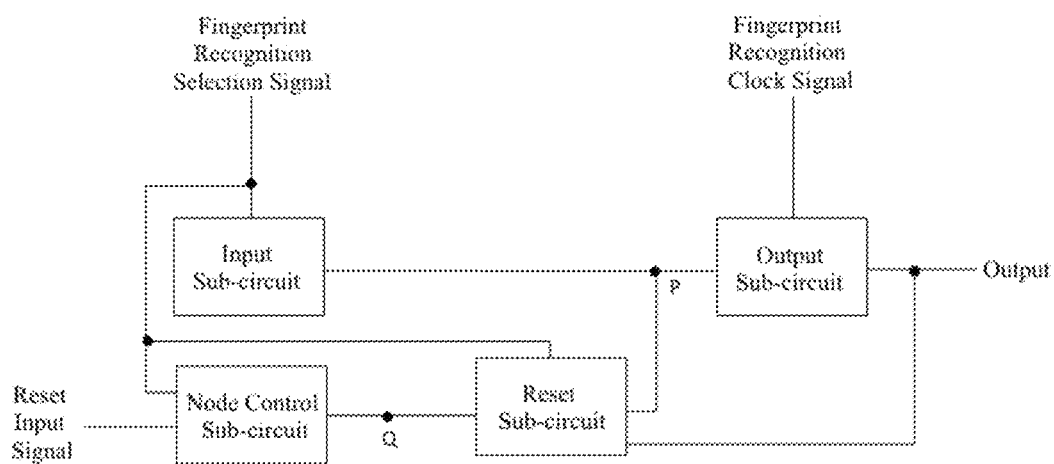 Fingerprint
Recognition
Selection Signal
Fingerprint
Recognition
Clock Signal
Input
Sub-circuit
Output
Sub-circuit
Output
P
Reset
Input
Signal
Node Control
Sub-circuit
Q
Reset
Sub-circuit